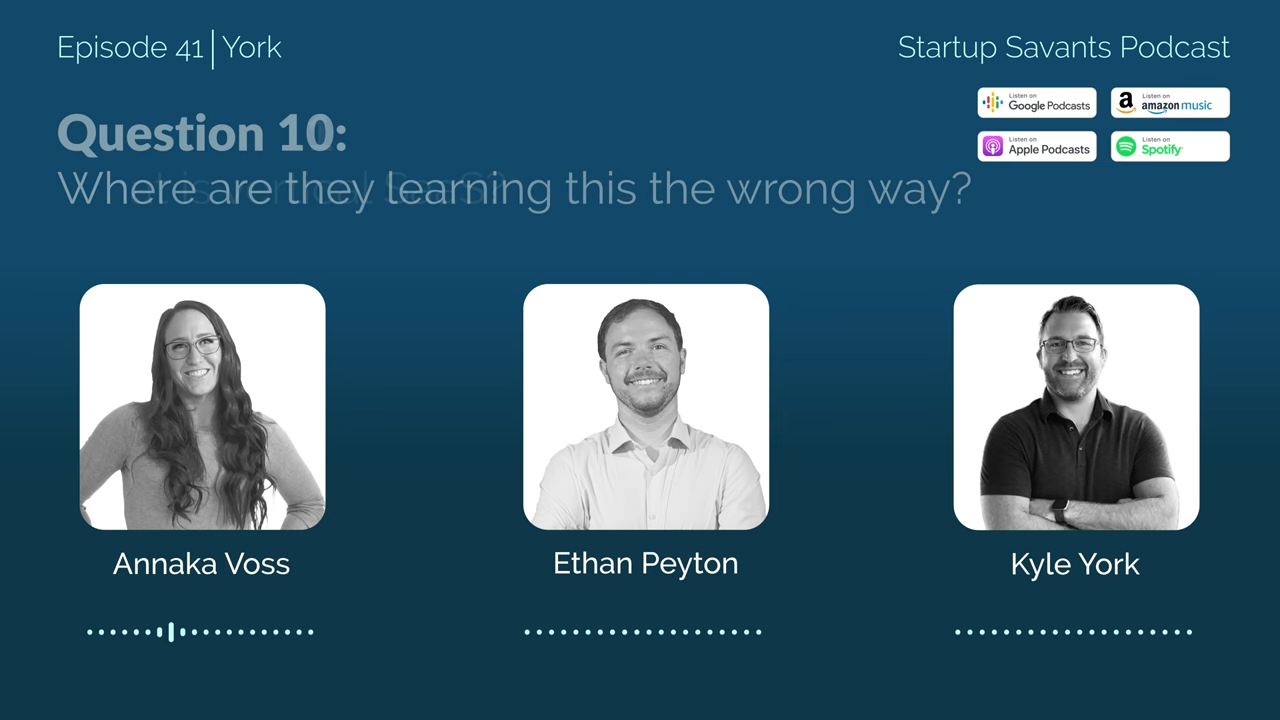 Episode 41 | York
Startup Savants Podcast
Listen on
Google Podcasts
Listen on
amazon music
Listen on
Apple Podcasts
Listen on
Spotify
Question 10:
Where are they learning this the wrong way?
Annaka Voss
Ethan Peyton
Kyle York